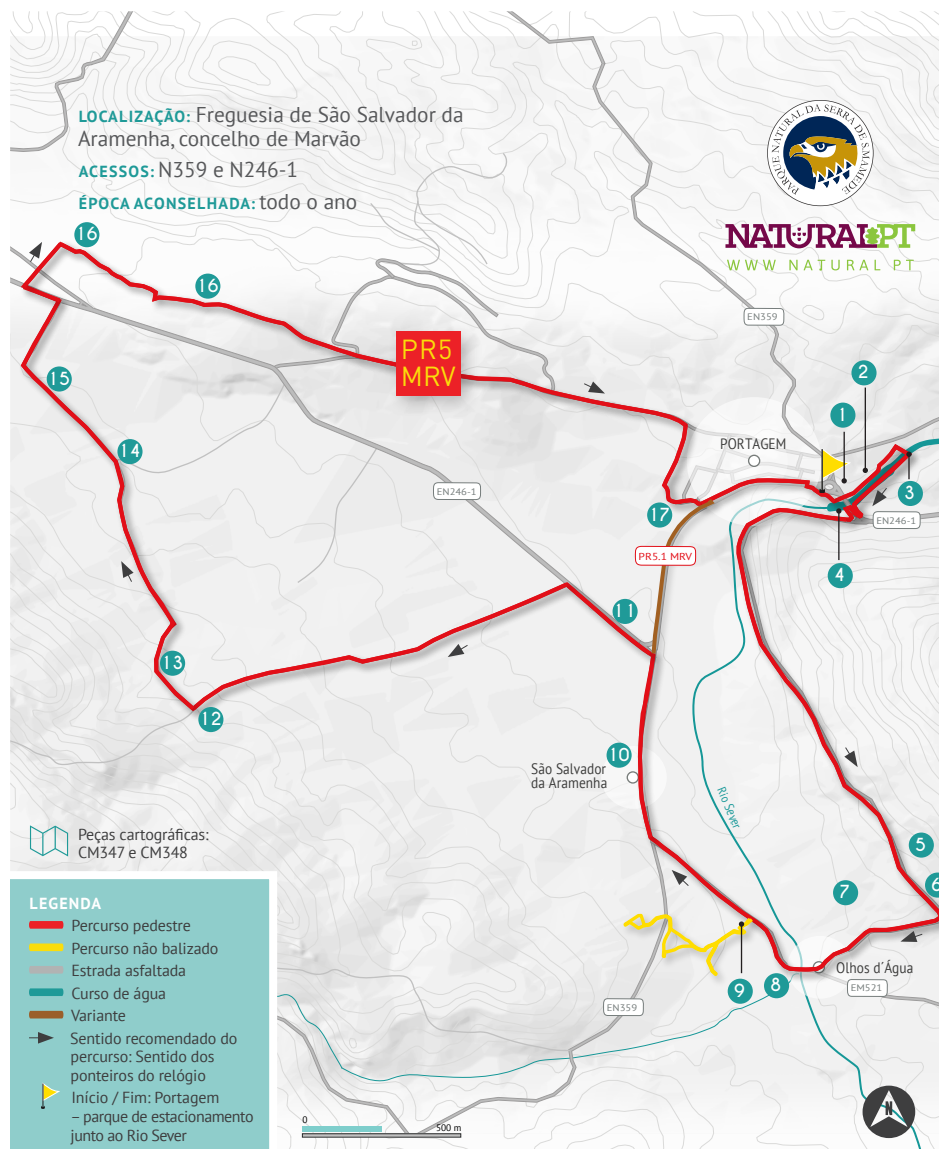 LOCALIZAÇÃO: Freguesia de São Salvador da
Aramenha, concelho de Marvão
ACESSOS: N359 e N246-1
ÉPOCA ACONSELHADA: todo o ano
PARQUE NATURAL DA SERRA DE S.MAMEDE
NATURAL PT
WWW NATURAL PT
16
16
EN359
PR5
MRV
2
1
15
PORTAGEM
14
3
EN246-1
17
EN246-1
PR5.1 MRV
4
11
13
12
10
São Salvador
da Aramenha
Rio Sever
Peças cartográficas:
CM347 e CM348
5
6
7
LEGENDA
Percurso pedestre
Percurso não balizado
Estrada asfaltada
Curso de água
Variante
Sentido recomendado do
percurso: Sentido dos
ponteiros do relógio
Início / Fim: Portagem
– parque de estacionamento
junto ao Rio Sever
Olhos d´Água
8
9
EM521
EN359
N
0
500 m